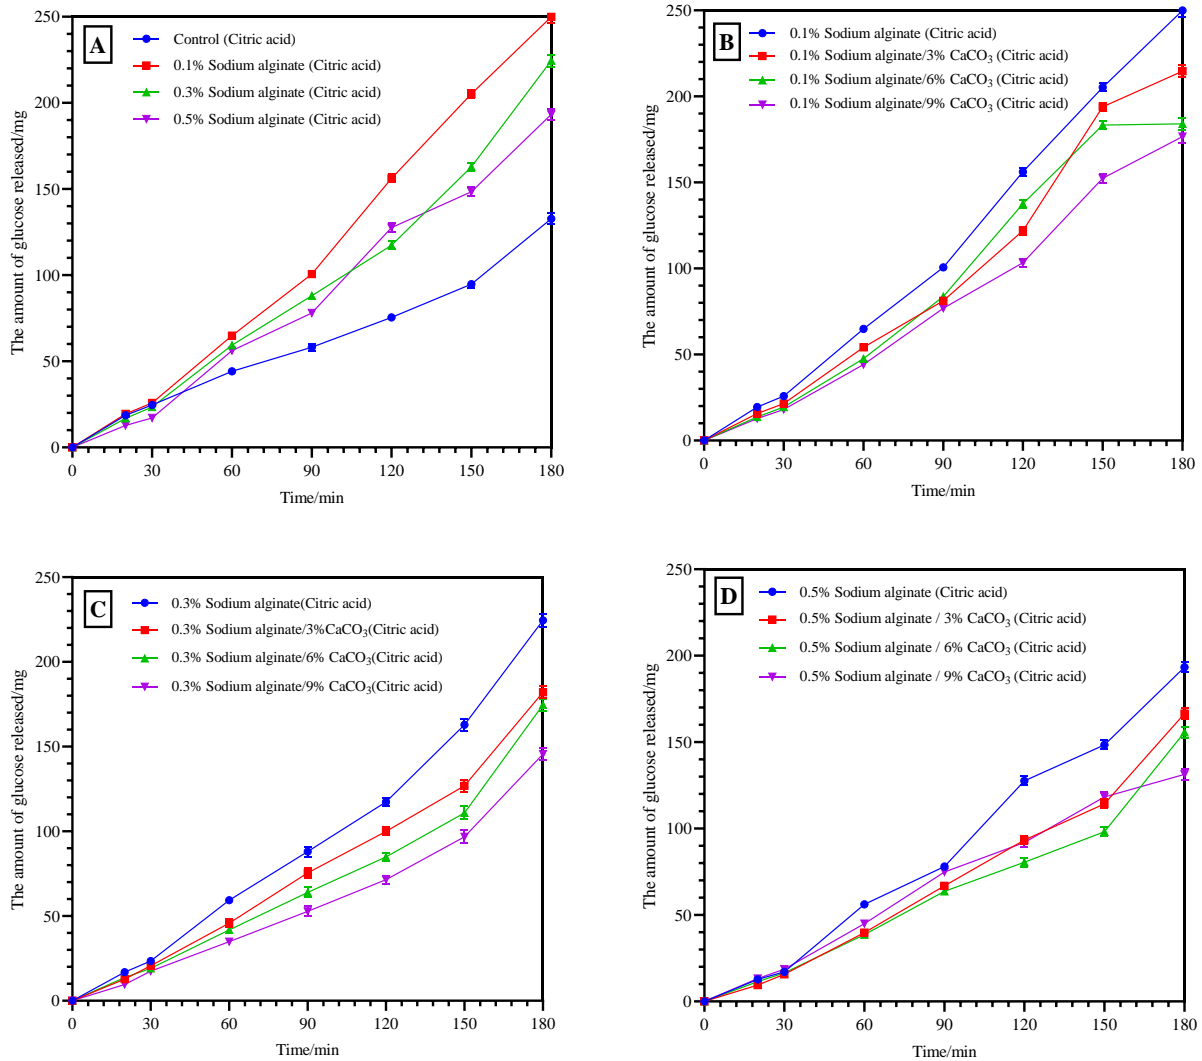 A
Control (Citric acid)
0.1% Sodium alginate (Citric acid)
0.3% Sodium alginate (Citric acid)
0.5% Sodium alginate (Citric acid)
The amount of glucose released/mg
250
200
150
100
50
0
0 30 60 90 120 150 180
Time/min
B
0.1% Sodium alginate (Citric acid)
0.1% Sodium alginate/3% CaCO₃ (Citric acid)
0.1% Sodium alginate/6% CaCO₃ (Citric acid)
0.1% Sodium alginate/9% CaCO₃ (Citric acid)
The amount of glucose released/mg
250
200
150
100
50
0
0 30 60 90 120 150 180
Time/min
C
0.3% Sodium alginate(Citric acid)
0.3% Sodium alginate/3%CaCO₃(Citric acid)
0.3% Sodium alginate/6% CaCO₃(Citric acid)
0.3% Sodium alginate/9% CaCO₃(Citric acid)
The amount of glucose released/mg
250
200
150
100
50
0
0 30 60 90 120 150 180
Time/min
D
0.5% Sodium alginate (Citric acid)
0.5% Sodium alginate / 3% CaCO₃ (Citric acid)
0.5% Sodium alginate / 6% CaCO₃ (Citric acid)
0.5% Sodium alginate / 9% CaCO₃ (Citric acid)
The amount of glucose released/mg
250
200
150
100
50
0
0 30 60 90 120 150 180
Time/min